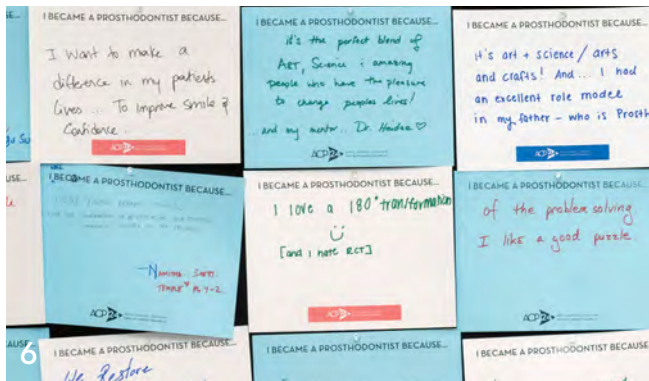 I BECAME A PROSTHODONTIST BECAUSE...
I Want to make a
difference in my patients
lives ... To improve smile &
Confidence.
ACP
I BECAME A PROSTHODONTIST BECAUSE...
it's the perfect blend of
ART, Science & amazing
people who have the pleasure
to change peoples lives!
and my mentor... Dr.
ACP
I BECAME A PROSTHODONTIST BECAUSE...
it's art + science / arts
and crafts! And ... I had
an excellent role model
in my father - who is Prosth
ACP
USE...
I BECAME A PROSTHODONTIST BECAUSE...
TEMPLE
ACP
I BECAME A PROSTHODONTIST BECAUSE...
I love a 180° transformation
[and i hate RCT]
ACP
I BECAME A PROSTHODONTIST BECAUSE...
of the problem solving
I like a good puzzle.
ACP
6
I BECAME A PROSTHODONTIST BECAUSE...
We Restore
I BECAME A PROSTHODONTIST BECAUSE...
I BECAME A PROSTHODONTIST BECAUSE...